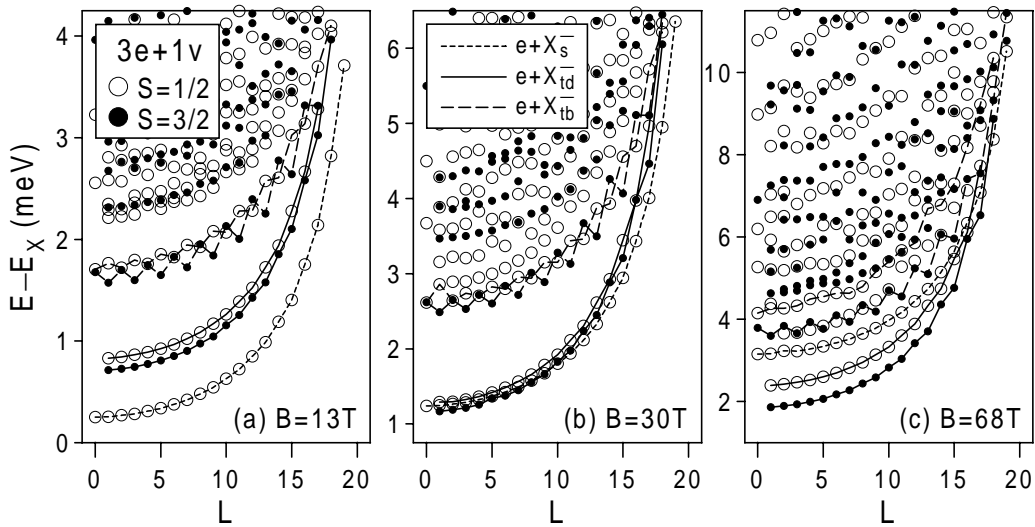 E−E_X (meV)
4
3
2
1
0
3e+1v
S=1/2
S=3/2
(a) B=13T
0 5 10 15 20
L
6
5
4
3
2
1
e+X_s^−
e+X_td^−
e+X_tb^−
(b) B=30T
0 5 10 15 20
L
10
8
6
4
2
(c) B=68T
0 5 10 15 20
L